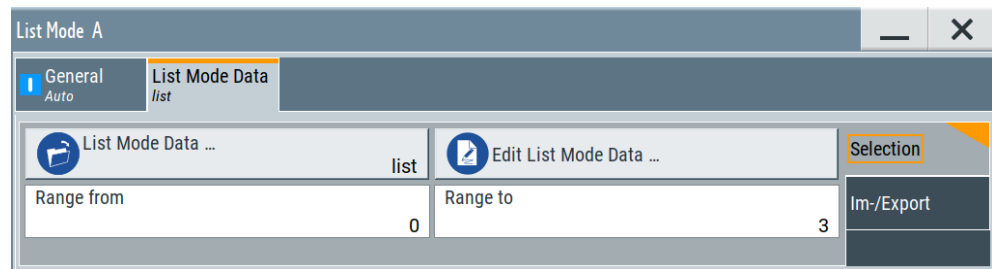 List Mode A
General
Auto
List Mode Data
list
List Mode Data ...
list
Edit List Mode Data ...
Selection
Range from
0
Range to
3
Im-/Export